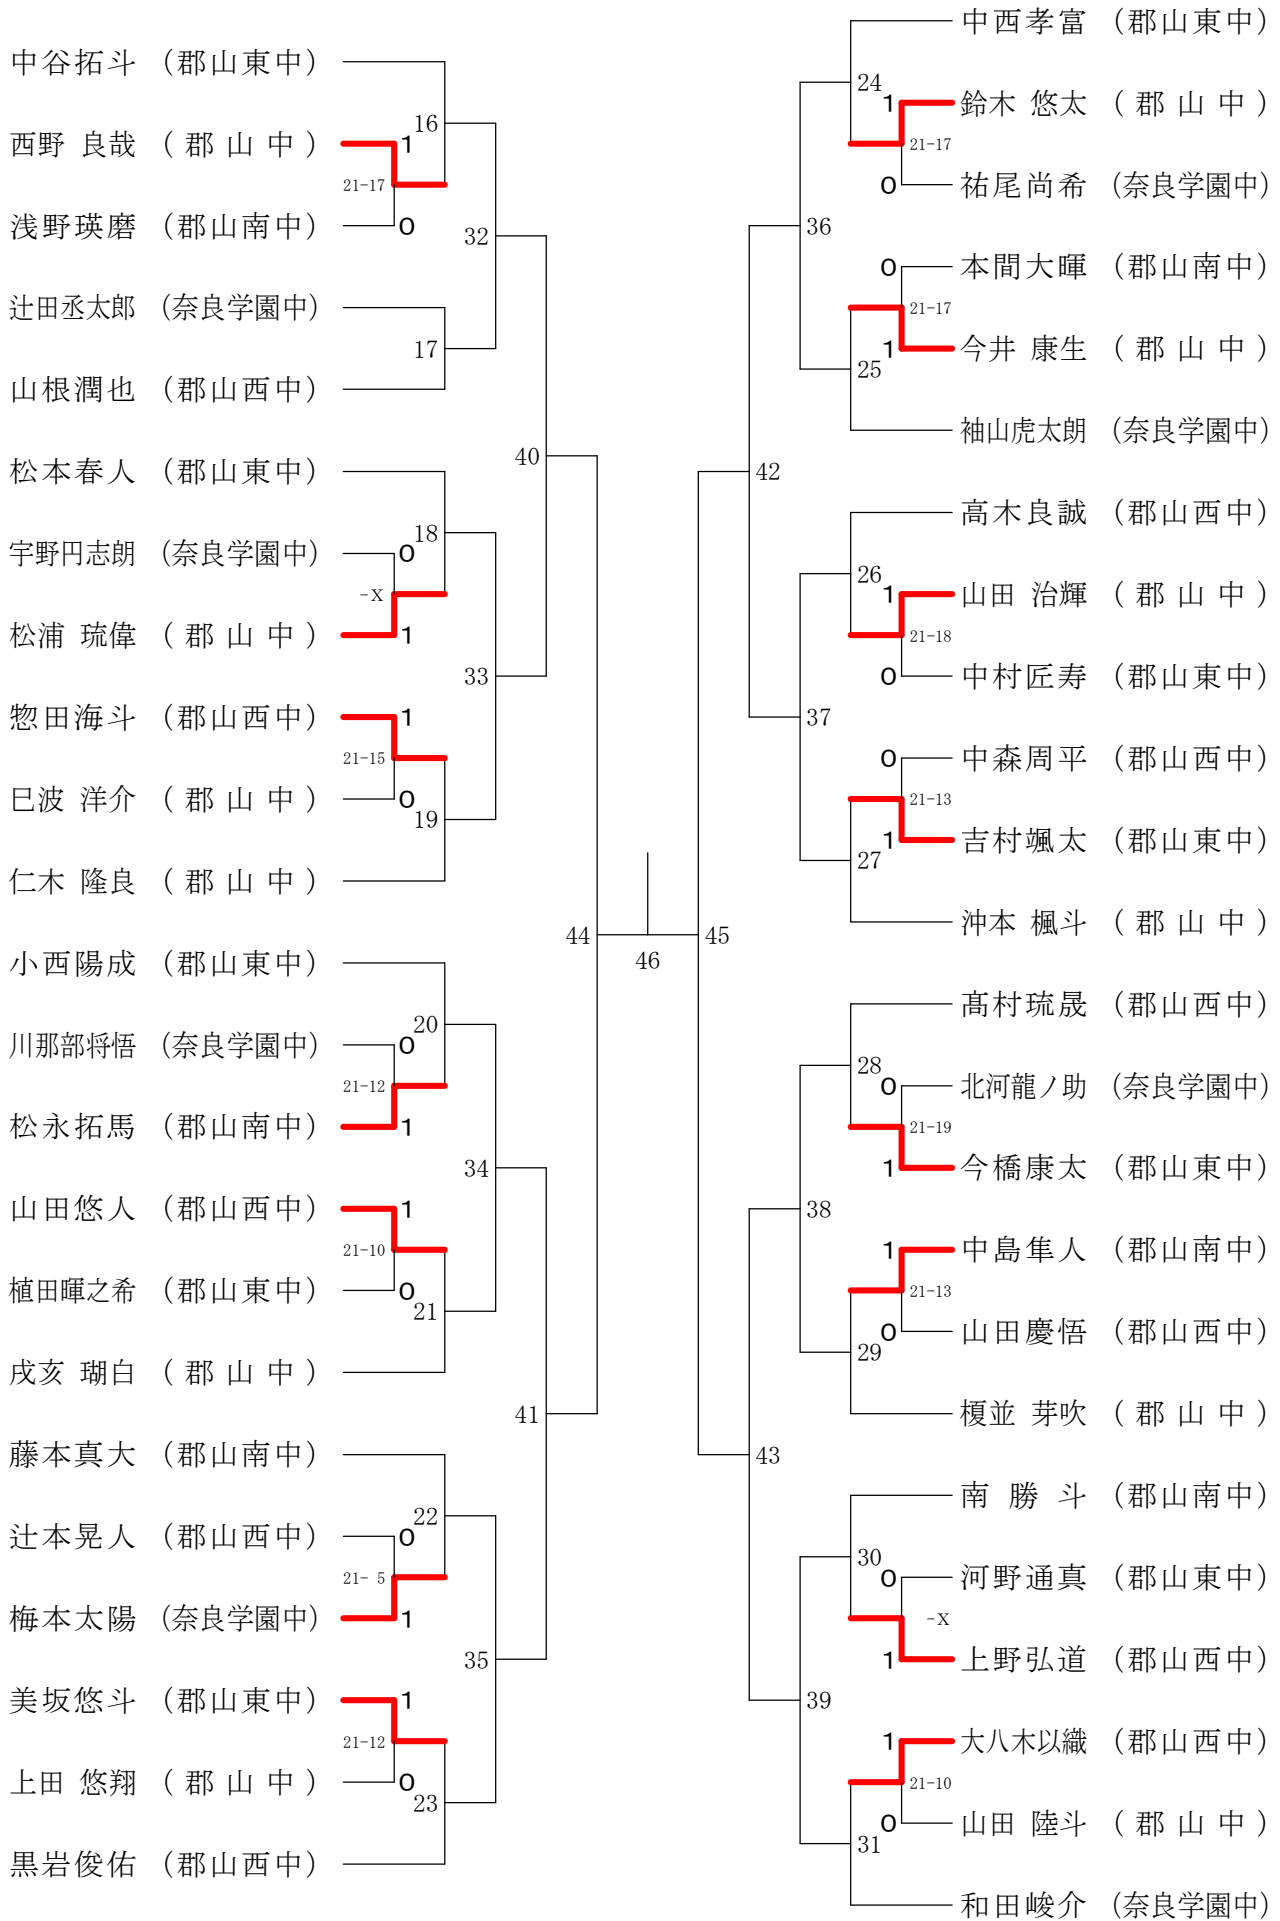 中谷拓斗 (郡山東中)
16
西野 良哉 (郡山中)
1
21-17
浅野瑛磨 (郡山南中)
0
32
辻田丞太郎 (奈良学園中)
17
山根潤也 (郡山西中)
40
松本春人 (郡山東中)
18
宇野円志朗 (奈良学園中)
0
-X
松浦 琉偉 (郡山中)
1
33
惣田海斗 (郡山西中)
1
21-15
巳波 洋介 (郡山中)
0
19
仁木 隆良 (郡山中)
44
小西陽成 (郡山東中)
20
川那部将悟 (奈良学園中)
0
21-12
松永拓馬 (郡山南中)
1
34
山田悠人 (郡山西中)
1
21-10
植田暉之希 (郡山東中)
0
21
戌亥 瑚白 (郡山中)
41
藤本真大 (郡山南中)
22
辻本晃人 (郡山西中)
0
21- 5
梅本太陽 (奈良学園中)
1
35
美坂悠斗 (郡山東中)
1
21-12
上田 悠翔 (郡山中)
0
23
黒岩俊佑 (郡山西中)
46
中西孝富 (郡山東中)
24
1
鈴木 悠太 (郡山中)
21-17
0
祐尾尚希 (奈良学園中)
36
0
本間大暉 (郡山南中)
21-17
1
今井 康生 (郡山中)
25
袖山虎太朗 (奈良学園中)
42
高木良誠 (郡山西中)
26
1
山田 治輝 (郡山中)
21-18
0
中村匠寿 (郡山東中)
37
0
中森周平 (郡山西中)
21-13
1
吉村颯太 (郡山東中)
27
沖本 楓斗 (郡山中)
45
髙村琉晟 (郡山西中)
28
0
北河龍ノ助 (奈良学園中)
21-19
1
今橋康太 (郡山東中)
38
1
中島隼人 (郡山南中)
21-13
0
山田慶悟 (郡山西中)
29
榎並 芽吹 (郡山中)
43
南 勝 斗 (郡山南中)
30
0
河野通真 (郡山東中)
-X
1
上野弘道 (郡山西中)
39
1
大八木以織 (郡山西中)
21-10
0
山田 陸斗 (郡山中)
31
和田峻介 (奈良学園中)